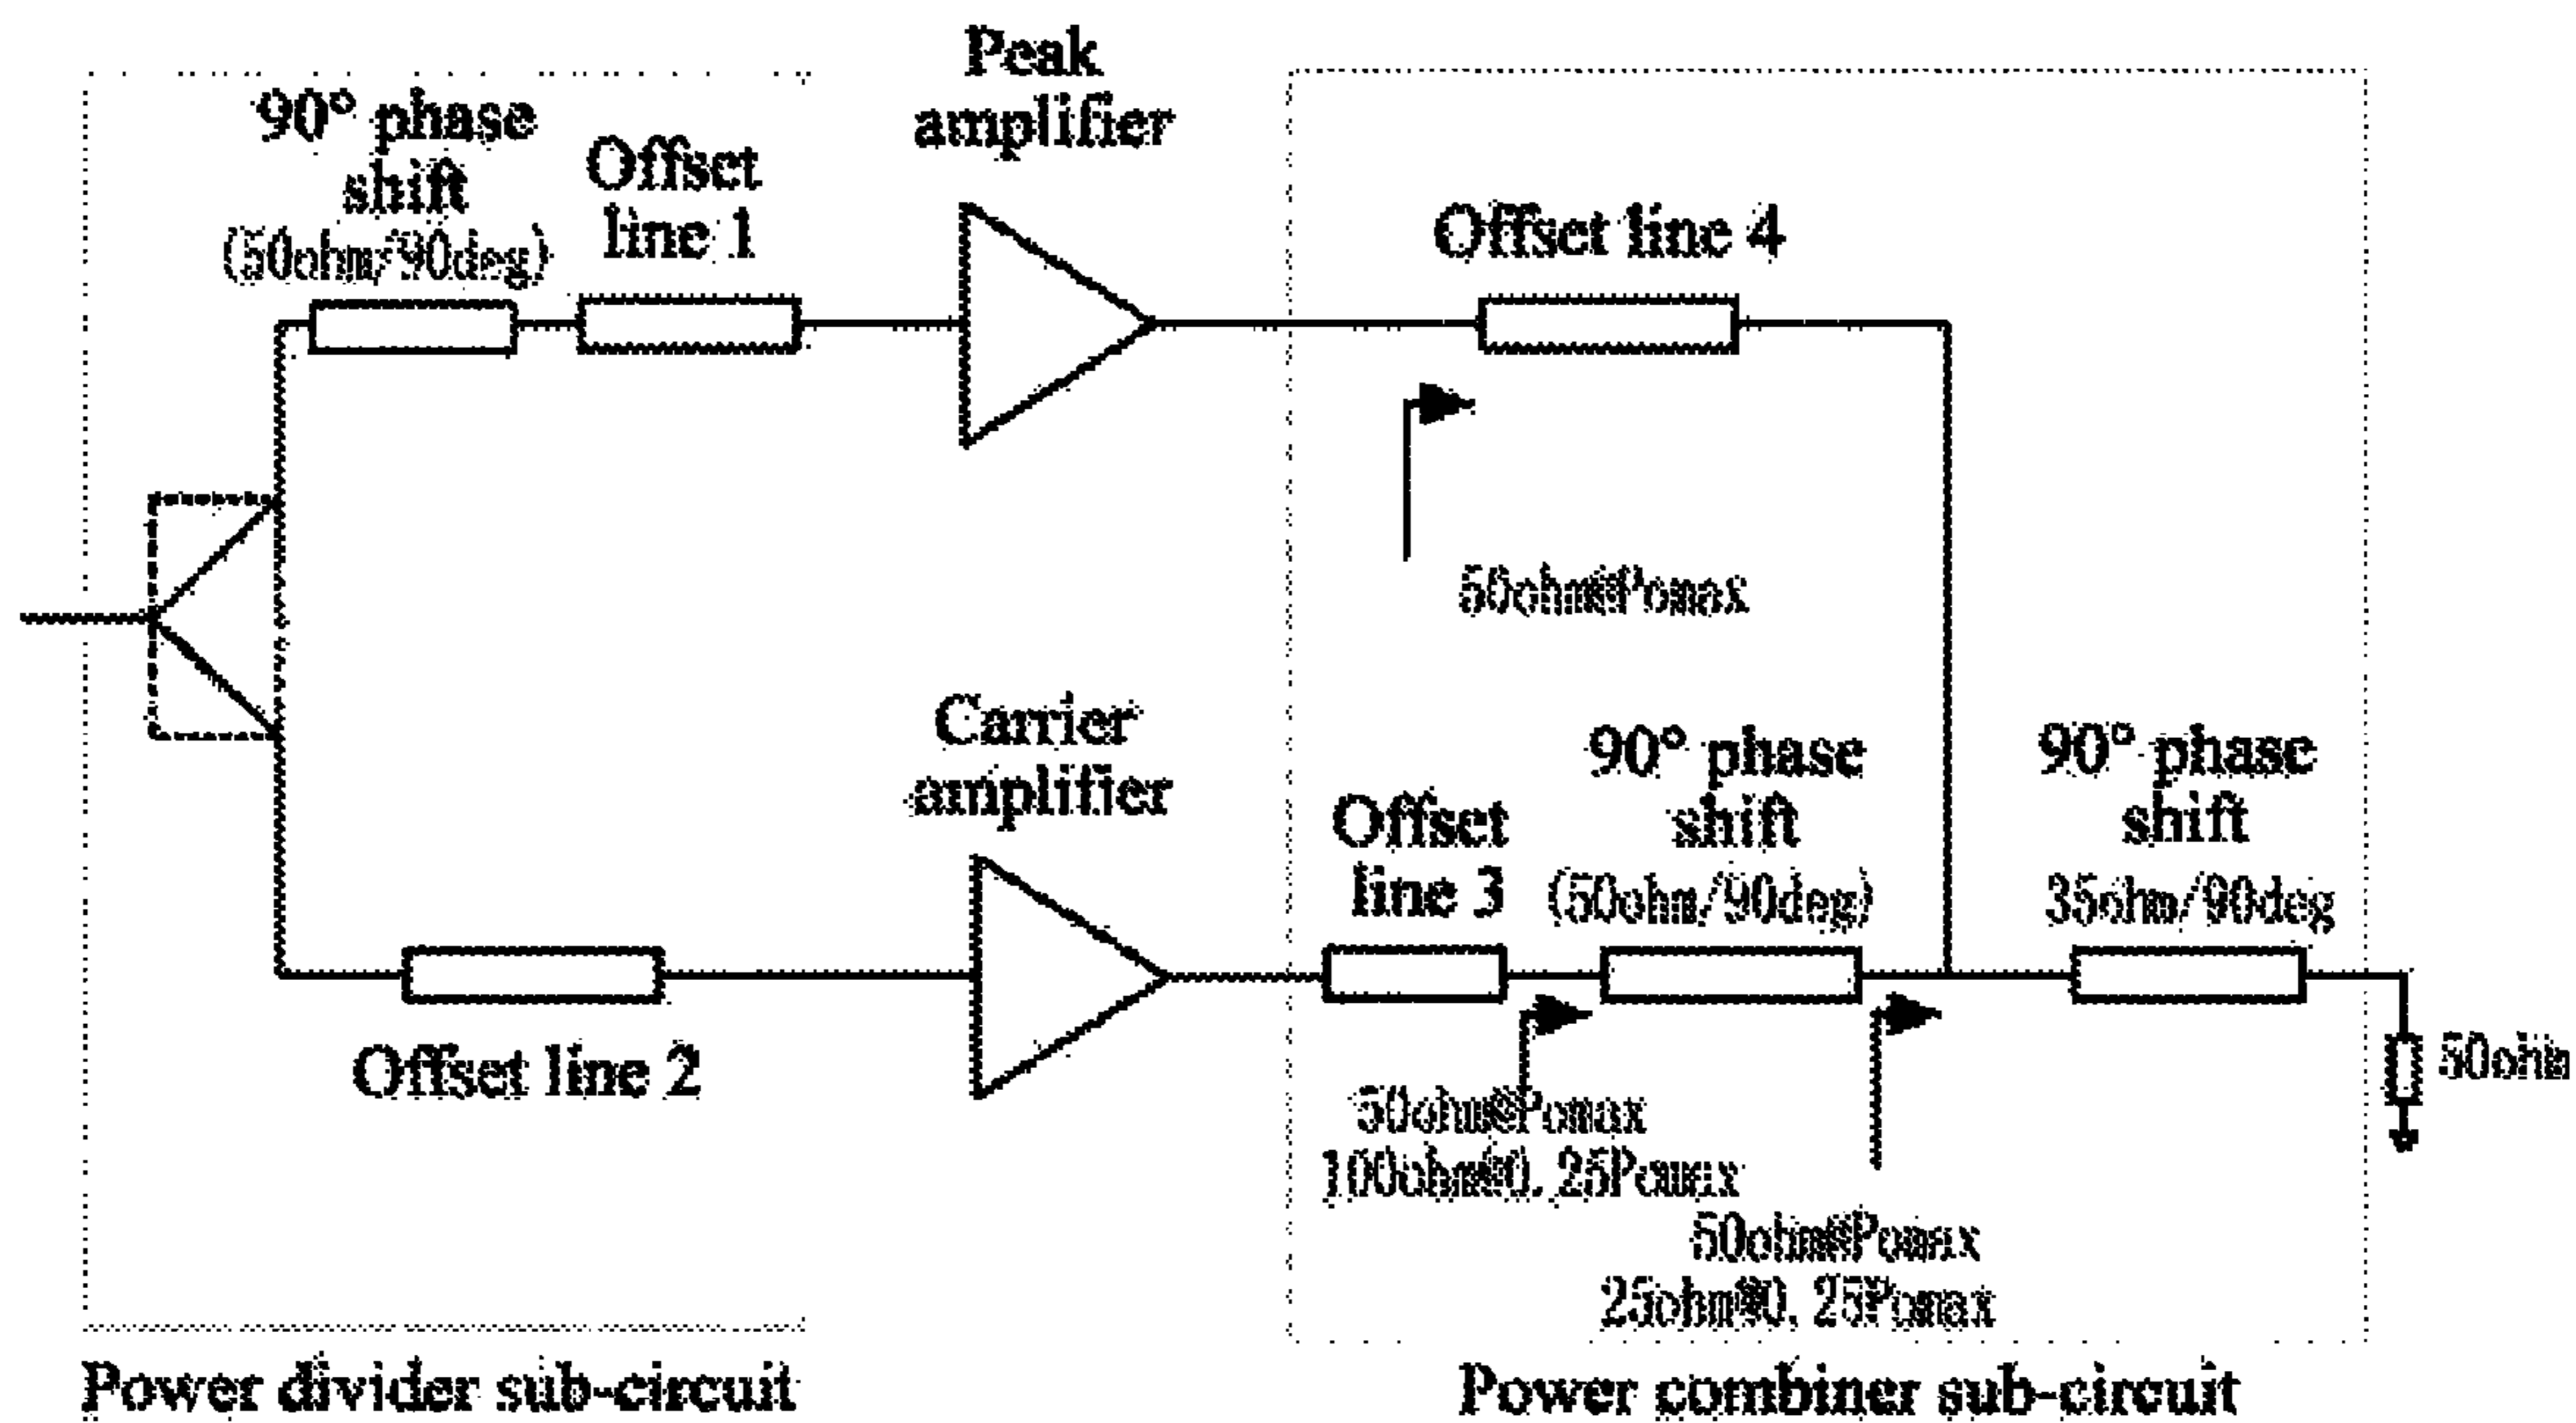 Peak
amplifier
90° phase
shift
(50ohm/90deg)
Offset
line 1
Offset line 4
50ohm@Pomax
Carrier
amplifier
Offset line 2
Offset
line 3
90° phase
shift
(50ohm/90deg)
90° phase
shift
35ohm/90deg
50ohm
50ohm@Pomax
100ohm@0.25Pomax
50ohm@Pomax
25ohm@0.25Pomax
Power divider sub-circuit
Power combiner sub-circuit